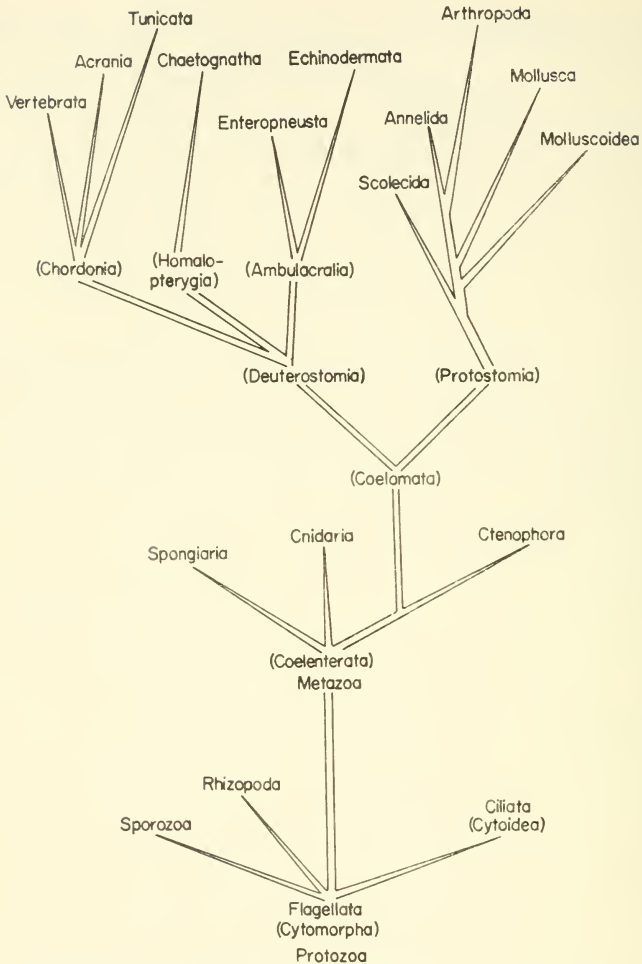 Tunicata
Arthropoda
Acrania
Chaetognatha
Echinodermata
Mollusca
Vertebrata
Enteropneusta
Annelida
Molluscoidea
Scolecida
(Chordonia)
(Homalo-
pterygia)
(Ambulacralia)
(Deuterostomia)
(Protostomia)
(Coelomata)
Spongiaria
Cnidaria
Ctenophora
(Coelenterata)
Metazoa
Rhizopoda
Sporozoa
Ciliata
(Cytoidea)
Flagellata
(Cytomorpha)
Protozoa